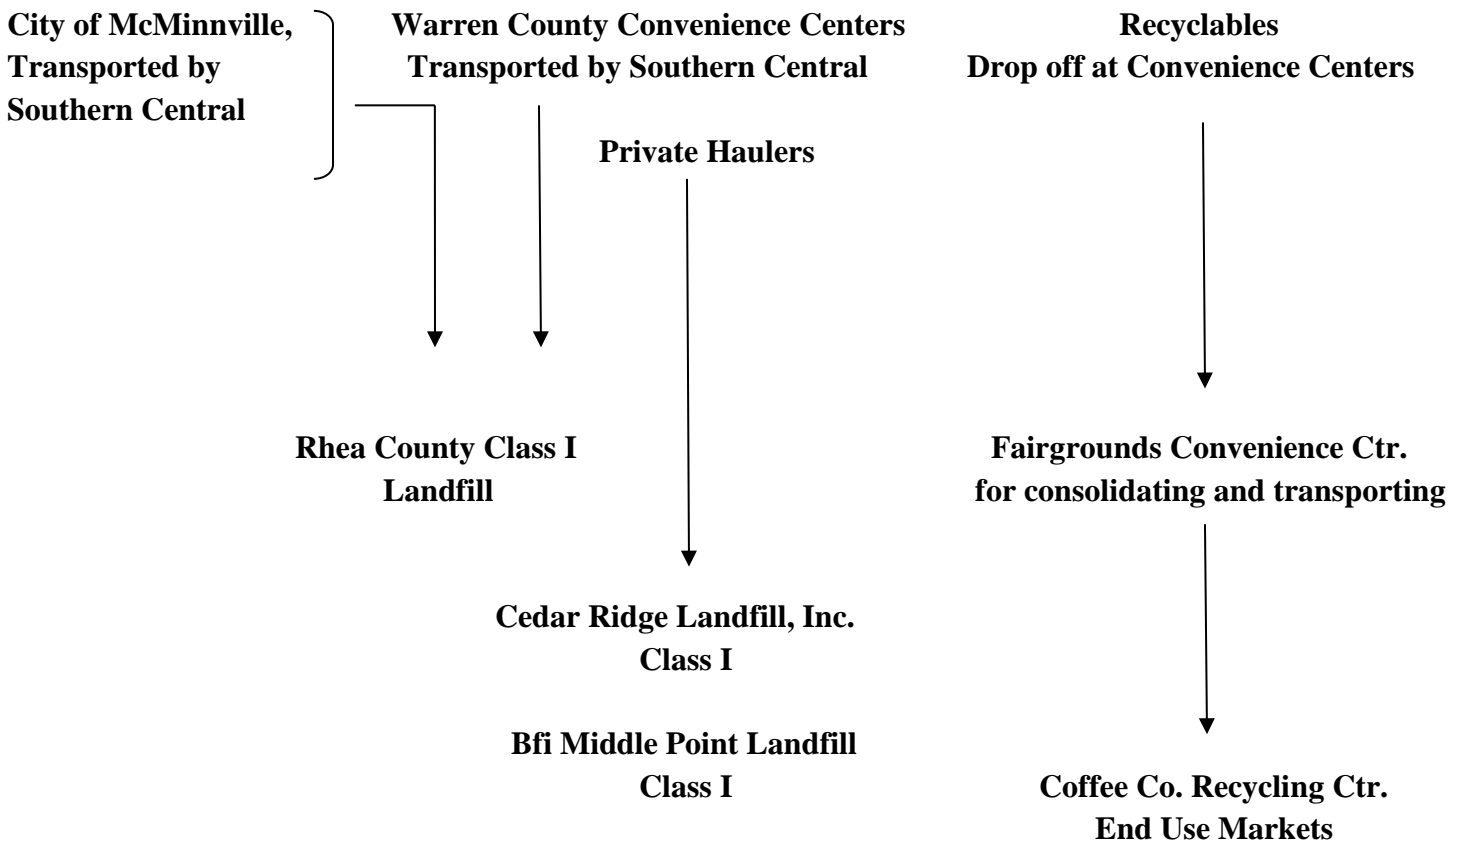 City of McMinnville,
Transported by
Southern Central
Warren County Convenience Centers
Transported by Southern Central
Private Haulers
Recyclables
Drop off at Convenience Centers
Rhea County Class I
Landfill
Fairgrounds Convenience Ctr.
for consolidating and transporting
Cedar Ridge Landfill, Inc.
Class I
Bfi Middle Point Landfill
Class I
Coffee Co. Recycling Ctr.
End Use Markets